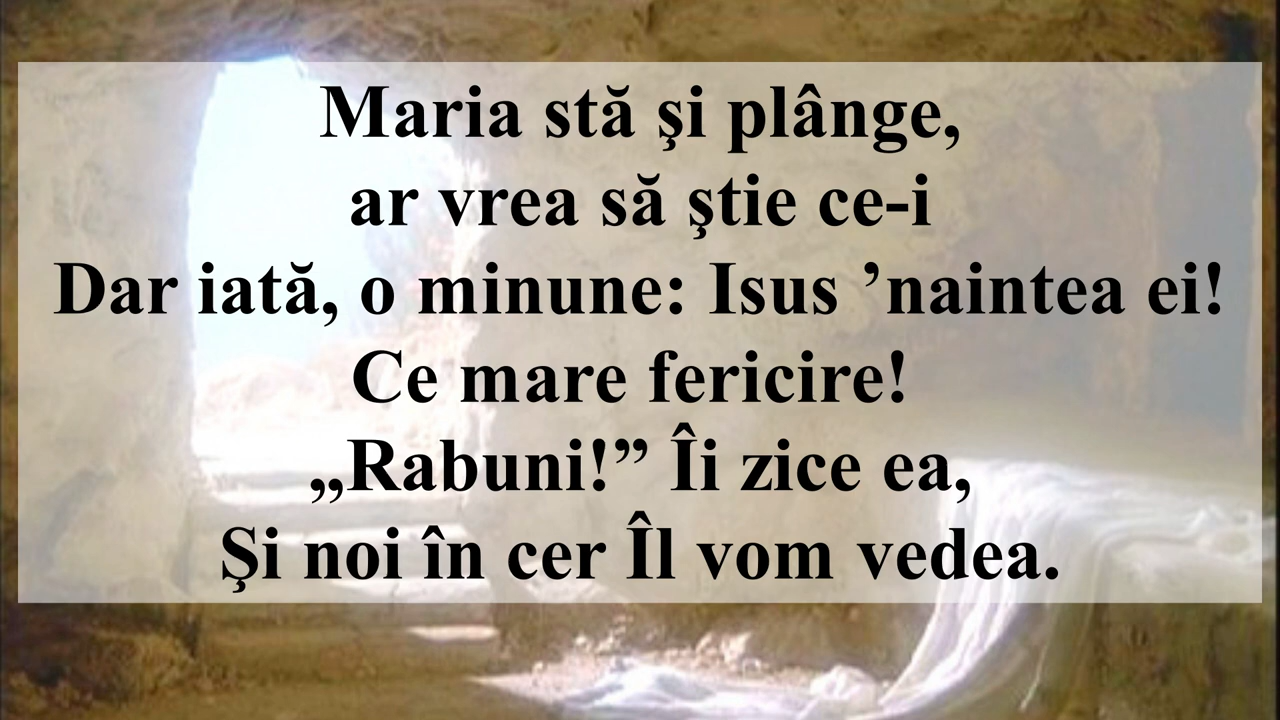 Maria stă şi plânge,
ar vrea să ştie ce-i
Dar iată, o minune: Isus ’naintea ei!
Ce mare fericire!
„Rabuni!” Îi zice ea,
Şi noi în cer Îl vom vedea.